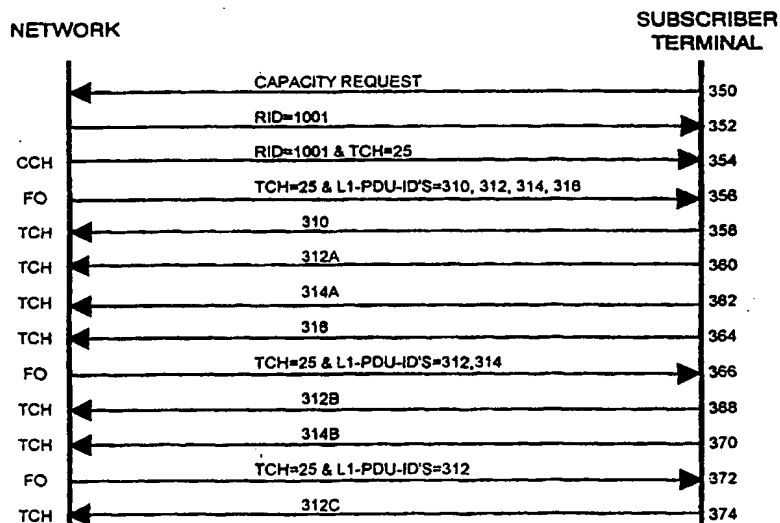 NETWORK
SUBSCRIBER
TERMINAL
CAPACITY REQUEST 350
RID=1001 352
CCH RID=1001 & TCH=25 354
FO TCH=25 & L1-PDU-ID'S=310, 312, 314, 316 356
TCH 310 358
TCH 312A 360
TCH 314A 362
TCH 316 364
FO TCH=25 & L1-PDU-ID'S=312,314 366
TCH 312B 368
TCH 314B 370
FO TCH=25 & L1-PDU-ID'S=312 372
TCH 312C 374